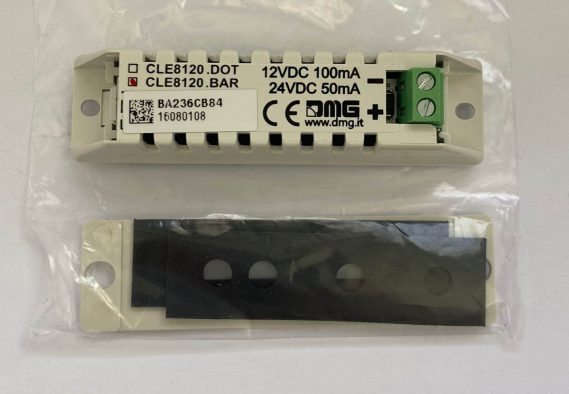 CLE8120.DOT
CLE8120.BAR
12VDC 100mA
24VDC 50mA
BA236CB84
16080108
CE DMG
www.dmg.it
- +